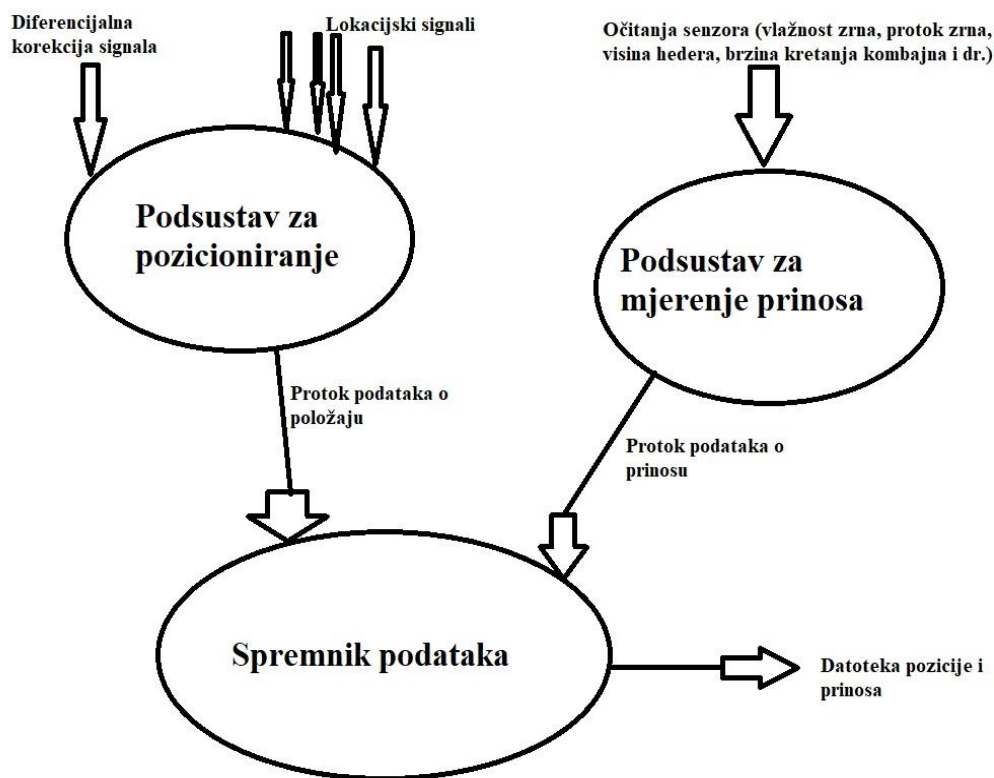 Diferencijalna
korekcija signala
Lokacijski signali
Očitanja senzora (vlažnost zrna, protok zrna,
visina hedera, brzina kretanja kombajna i dr.)
Podsustav za
pozicioniranje
Podsustav za
mjerenje prinosa
Protok podataka o
položaju
Protok podataka o
prinosu
Spremnik podataka
Datoteka pozicije i
prinosa